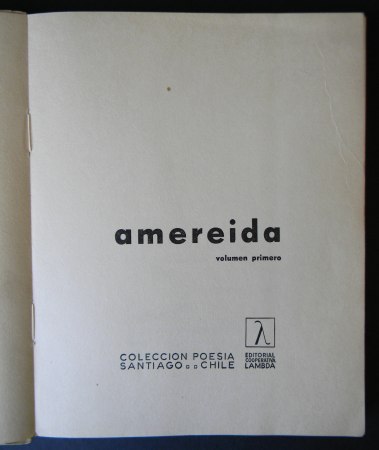 amereida
volumen primero
λ
COLECCION POESIA
SANTIAGO
CHILE
EDITORIAL
COOPERATIVA
LAMBDA